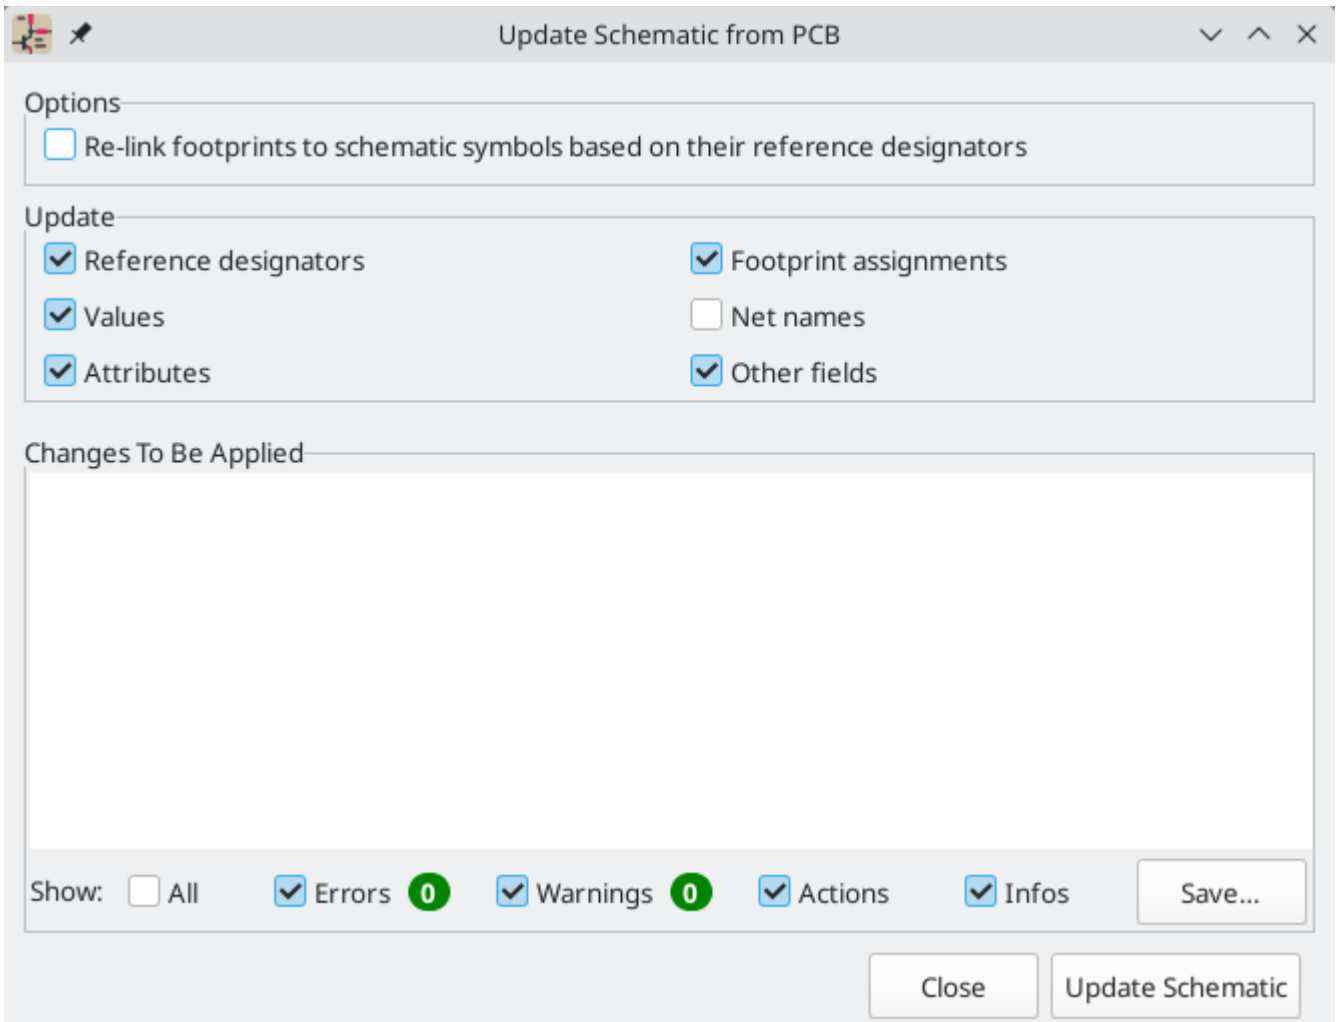 Update Schematic from PCB
Options
Re-link footprints to schematic symbols based on their reference designators
Update
Reference designators
Footprint assignments
Values
Net names
Attributes
Other fields
Changes To Be Applied
Show: All Errors 0 Warnings 0 Actions Infos Save...
Close Update Schematic